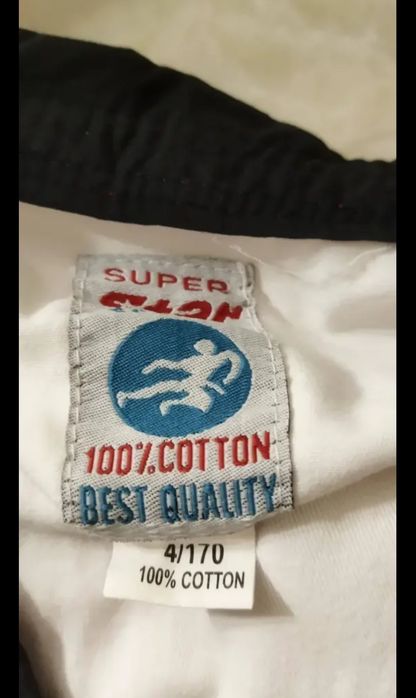 SUPER
100%COTTON
BEST QUALITY
4/170
100% COTTON